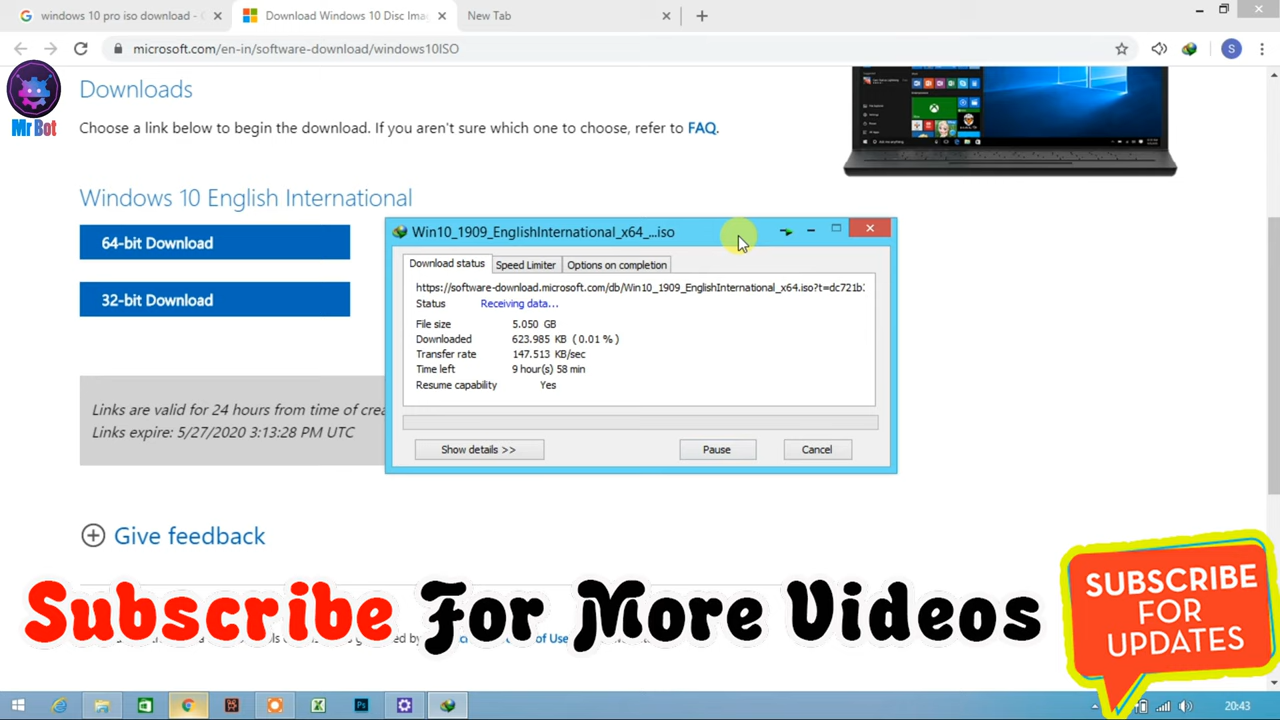 windows 10 pro iso download - G
Download Windows 10 Disc Imag
New Tab
microsoft.com/en-in/software-download/windows10ISO
S
Mr Bot
Downloads
Choose a link below to begin the download. If you aren't sure which one to choose, refer to FAQ.
Windows 10 English International
64-bit Download
32-bit Download
Links are valid for 24 hours from time of crea
Links expire: 5/27/2020 3:13:28 PM UTC
Win10_1909_EnglishInternational_x64_...iso
Download status
Speed Limiter
Options on completion
https://software-download.microsoft.com/db/Win10_1909_EnglishInternational_x64.iso?t=dc721b
Status Receiving data...
File size 5.050 GB
Downloaded 623.985 KB ( 0.01 % )
Transfer rate 147.513 KB/sec
Time left 9 hour(s) 58 min
Resume capability Yes
Show details >>
Pause
Cancel
Give feedback
Subscribe For More Videos
SUBSCRIBE
FOR
UPDATES
of Use
20:43